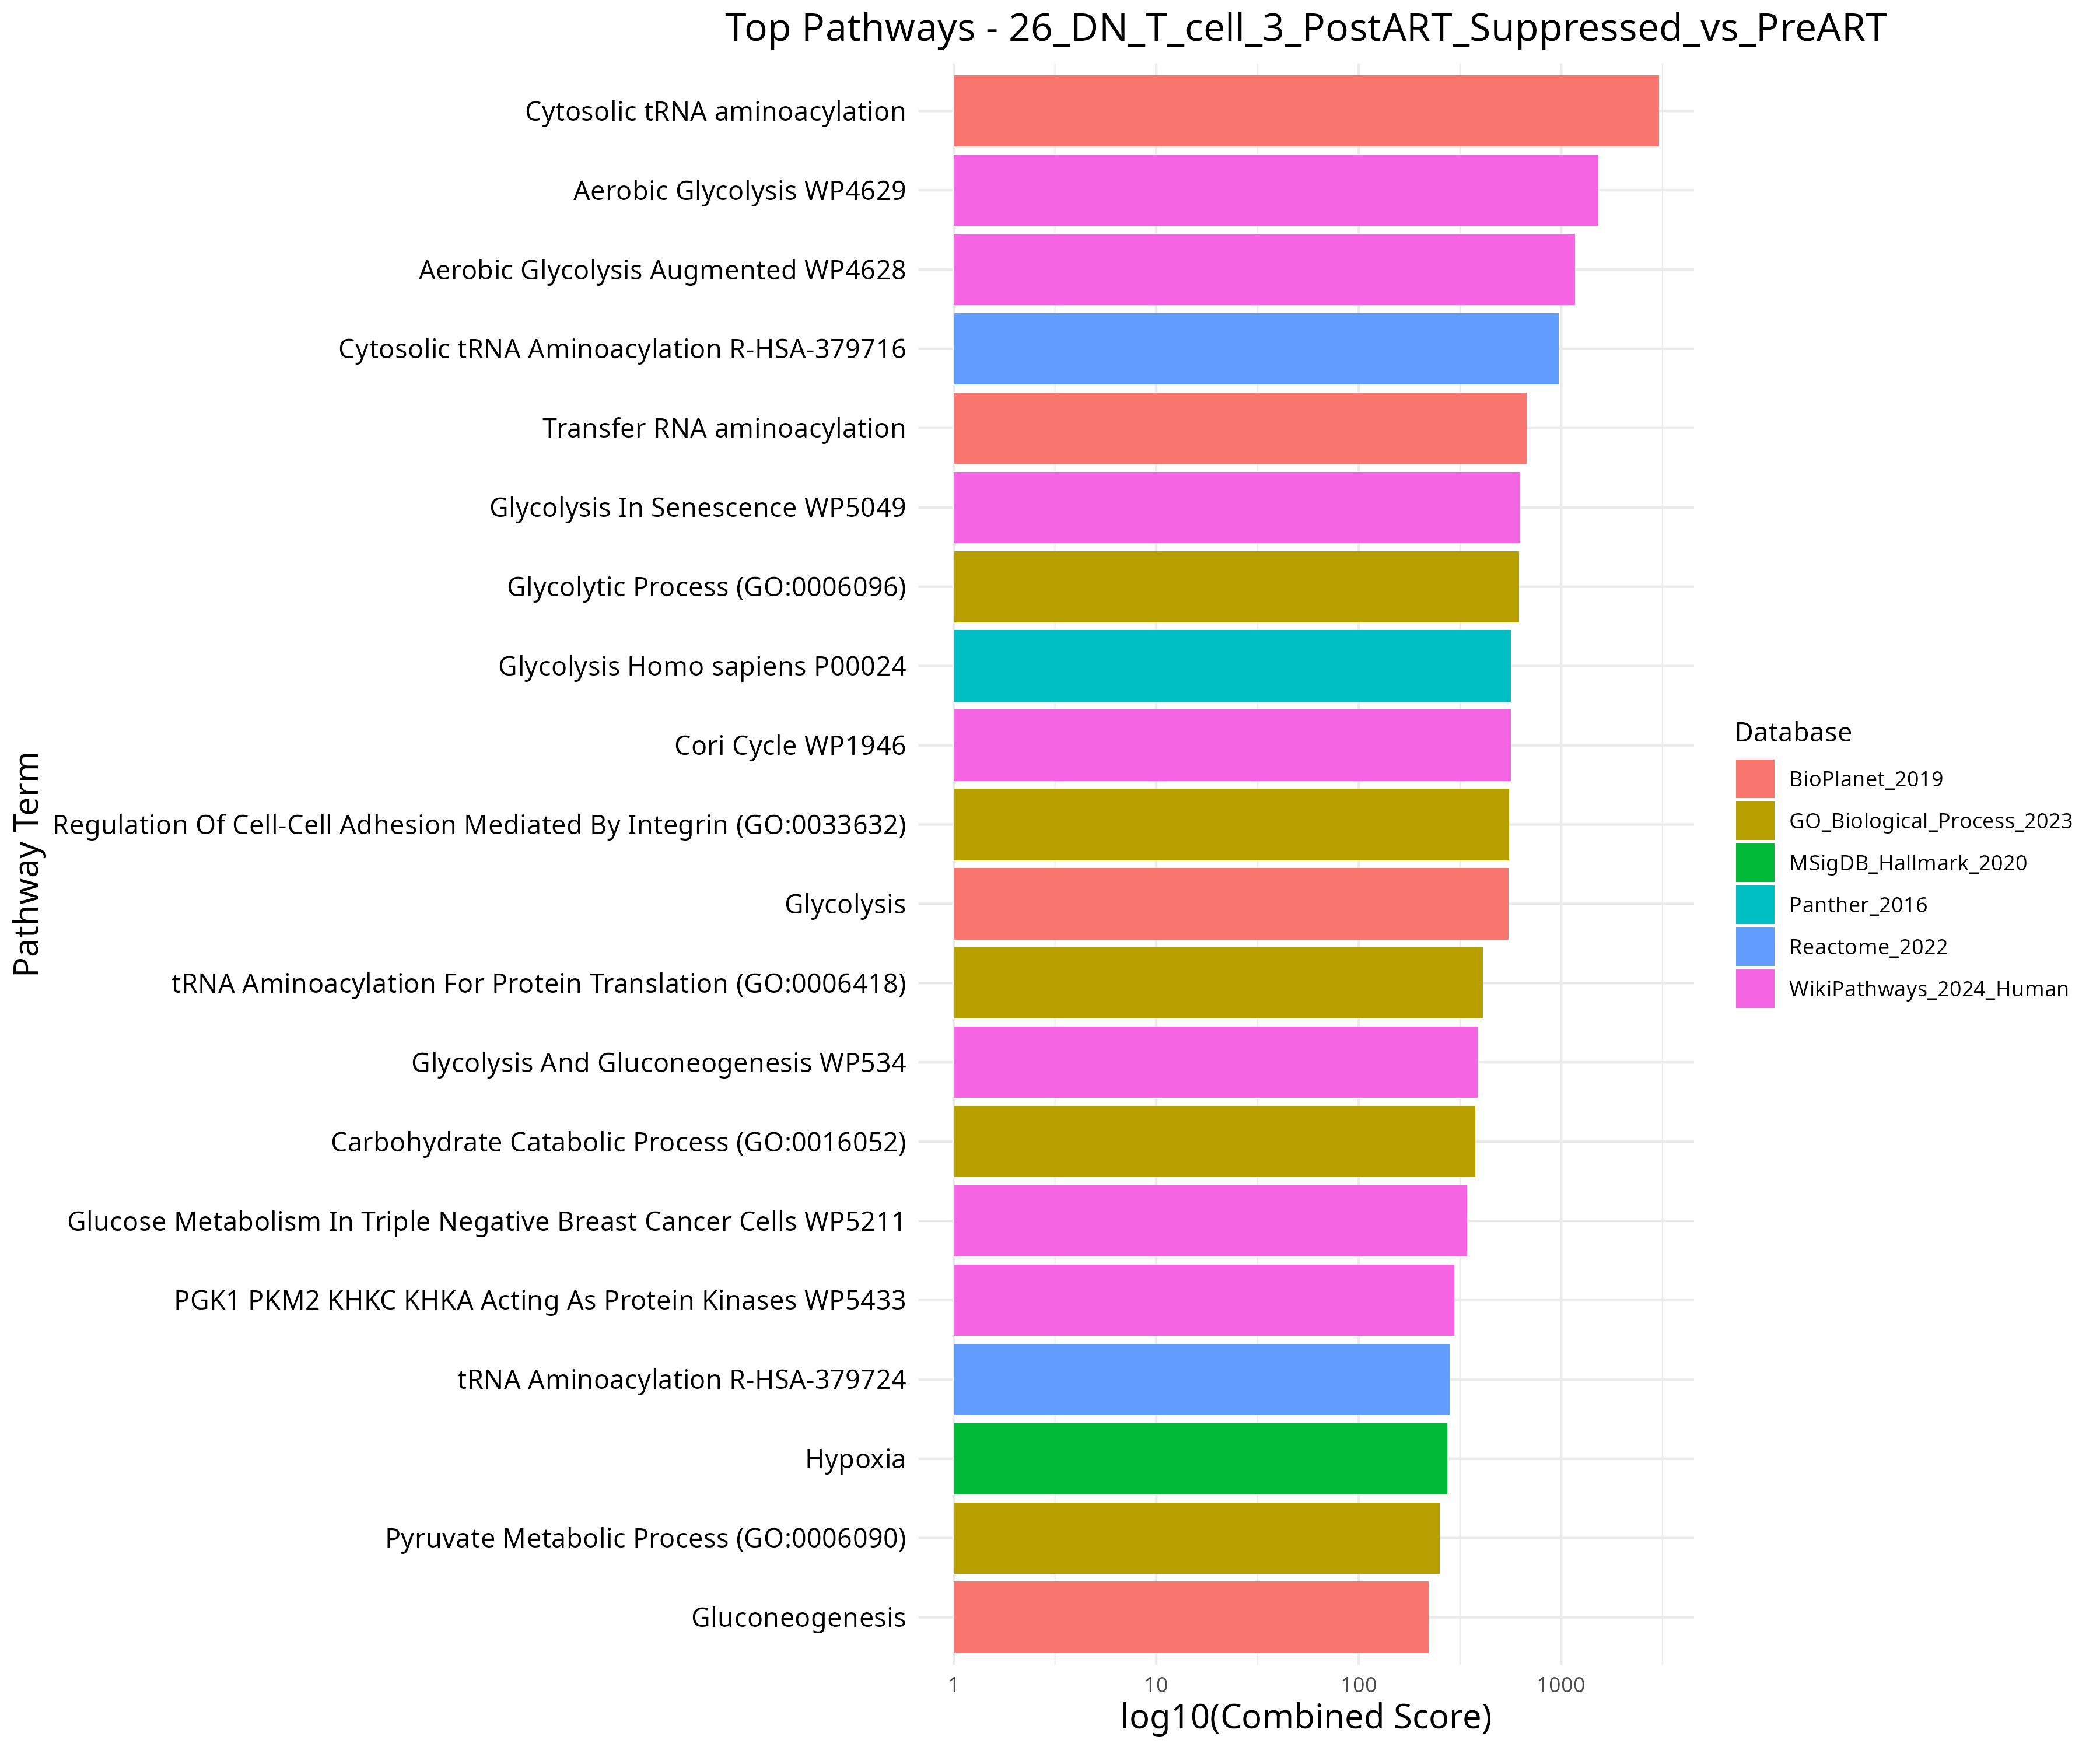 Top Pathways - 26_DN_T_cell_3_PostART_Suppressed_vs_PreART
Pathway Term
Cytosolic tRNA aminoacylation
Aerobic Glycolysis WP4629
Aerobic Glycolysis Augmented WP4628
Cytosolic tRNA Aminoacylation R-HSA-379716
Transfer RNA aminoacylation
Glycolysis In Senescence WP5049
Glycolytic Process (GO:0006096)
Glycolysis Homo sapiens P00024
Cori Cycle WP1946
Regulation Of Cell-Cell Adhesion Mediated By Integrin (GO:0033632)
Glycolysis
tRNA Aminoacylation For Protein Translation (GO:0006418)
Glycolysis And Gluconeogenesis WP534
Carbohydrate Catabolic Process (GO:0016052)
Glucose Metabolism In Triple Negative Breast Cancer Cells WP5211
PGK1 PKM2 KHKC KHKA Acting As Protein Kinases WP5433
tRNA Aminoacylation R-HSA-379724
Hypoxia
Pyruvate Metabolic Process (GO:0006090)
Gluconeogenesis
1 10 100 1000
log10(Combined Score)
Database
BioPlanet_2019
GO_Biological_Process_2023
MSigDB_Hallmark_2020
Panther_2016
Reactome_2022
WikiPathways_2024_Human